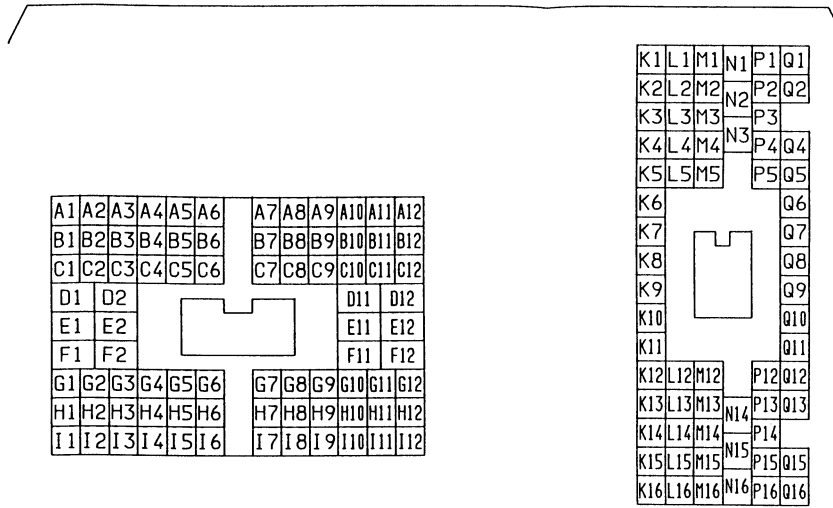 K1 L1 M1 N1 P1 Q1
K2 L2 M2 N2 P2 Q2
K3 L3 M3 N3 P3
K4 L4 M4 P4 Q4
K5 L5 M5 P5 Q5
K6 Q6
K7 Q7
K8 Q8
K9 Q9
K10 Q10
K11 Q11
K12 L12 M12 P12 Q12
K13 L13 M13 N14 P13 Q13
K14 L14 M14 N15 P14
K15 L15 M15 P15 Q15
K16 L16 M16 N16 P16 Q16
A1 A2 A3 A4 A5 A6 A7 A8 A9 A10 A11 A12
B1 B2 B3 B4 B5 B6 B7 B8 B9 B10 B11 B12
C1 C2 C3 C4 C5 C6 C7 C8 C9 C10 C11 C12
D1 D2 D11 D12
E1 E2 E11 E12
F1 F2 F11 F12
G1 G2 G3 G4 G5 G6 G7 G8 G9 G10 G11 G12
H1 H2 H3 H4 H5 H6 H7 H8 H9 H10 H11 H12
I1 I2 I3 I4 I5 I6 I7 I8 I9 I10 I11 I12